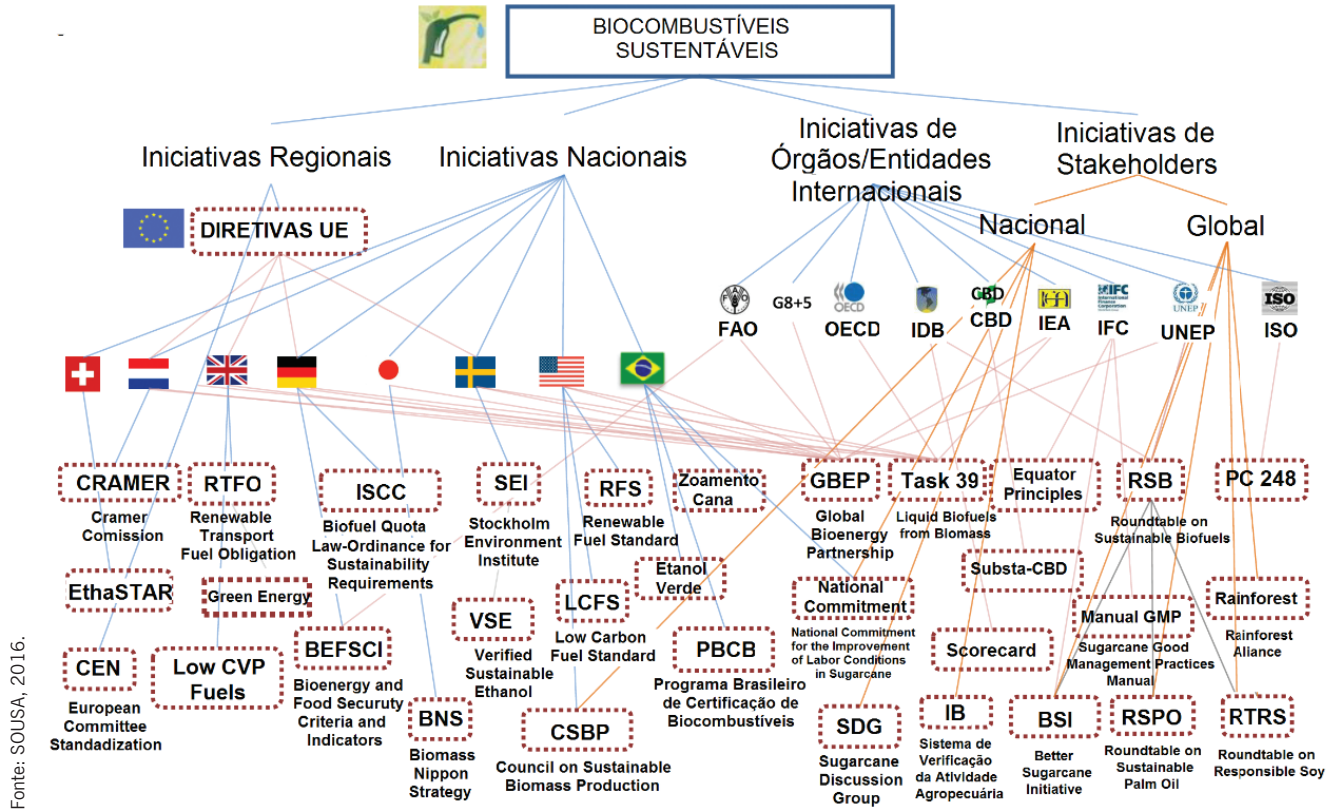 BIOCOMBUSTÍVEIS
SUSTENTÁVEIS
Iniciativas Regionais
Iniciativas Nacionais
Iniciativas de
Órgãos/Entidades
Internacionais
Iniciativas de
Stakeholders
Nacional
Global
DIRETIVAS UE
FAO
G8+5
OECD
OECD
IDB
CBD
CBD
IEA
IFC
International
Finance
Corporation
IFC
UNEP
UNEP
ISO
ISO
CRAMER
Cramer
Comission
RTFO
Renewable
Transport
Fuel Obligation
ISCC
Biofuel Quota
Law-Ordinance for
Sustainability
Requirements
SEI
Stockholm
Environment
Institute
RFS
Renewable
Fuel Standard
Zoamento
Cana
GBEP
Global
Bioenergy
Partnership
Task 39
Liquid Biofuels
from Biomass
Equator
Principles
RSB
Roundtable on
Sustainable Biofuels
PC 248
EthaSTAR
Green Energy
VSE
Verified
Sustainable
Ethanol
LCFS
Low Carbon
Fuel Standard
Etanol
Verde
National
Commitment
National Commitment
for the Improvement
of Labor Conditions
in Sugarcane
Substa-CBD
Manual GMP
Sugarcane Good
Management Practices
Manual
Rainforest
Rainforest
Aliance
CEN
European
Committee
Standadization
Low CVP
Fuels
BEFSCI
Bioenergy and
Food Securuty
Criteria and
Indicators
BNS
Biomass
Nippon
Strategy
CSBP
Council on Sustainable
Biomass Production
PBCB
Programa Brasileiro
de Certificação de
Biocombustíveis
Scorecard
SDG
Sugarcane
Discussion
Group
IB
Sistema de
Verificação
da Atividade
Agropecuária
BSI
Better
Sugarcane
Initiative
RSPO
Roundtable on
Sustainable
Palm Oil
RTRS
Roundtable on
Responsible Soy
Fonte: SOUSA, 2016.